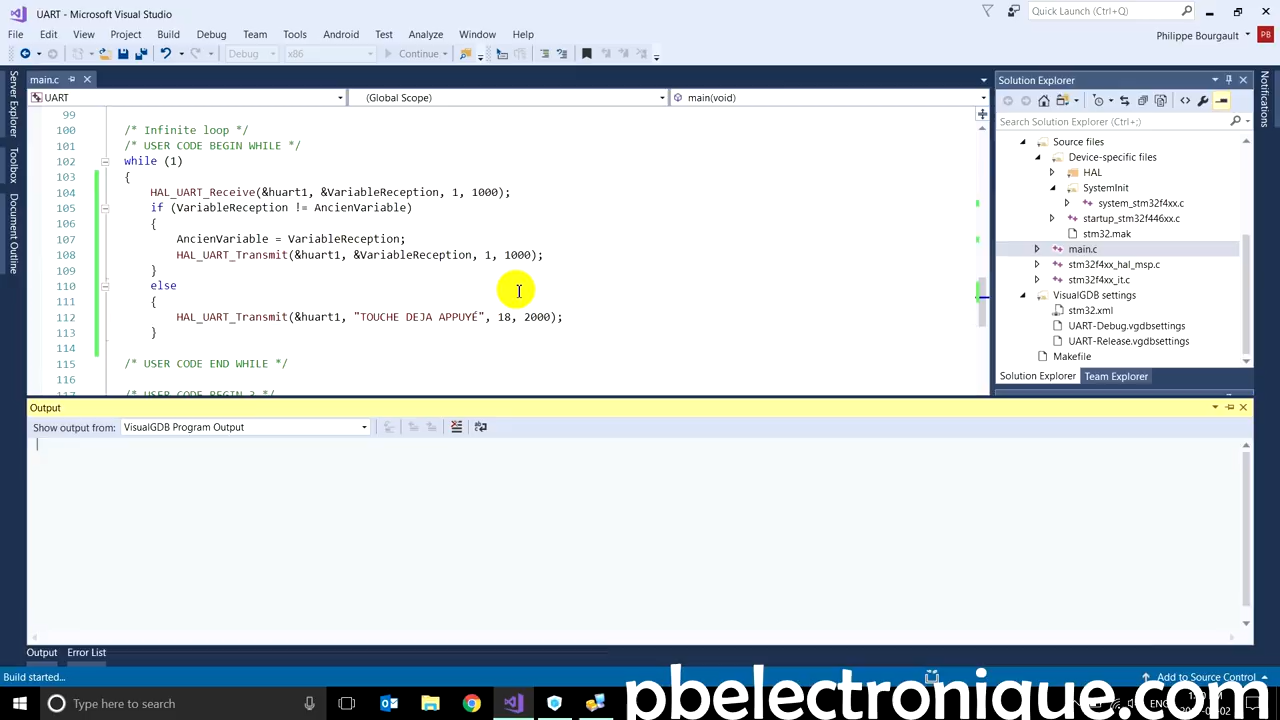 UART - Microsoft Visual Studio
Quick Launch (Ctrl+Q)
File Edit View Project Build Debug Team Tools Android Test Analyze Window Help
Philippe Bourgault PB
Debug x86 Continue
main.c
UART (Global Scope) main(void)
99
100 /* Infinite loop */
101 /* USER CODE BEGIN WHILE */
102 while (1)
103 {
104 HAL_UART_Receive(&huart1, &VariableReception, 1, 1000);
105 if (VariableReception != AncienVariable)
106 {
107 AncienVariable = VariableReception;
108 HAL_UART_Transmit(&huart1, &VariableReception, 1, 1000);
109 }
110 else
111 {
112 HAL_UART_Transmit(&huart1, "TOUCHE DEJA APPUYÉ", 18, 2000);
113 }
114
115 /* USER CODE END WHILE */
116
117 /* USER CODE BEGIN 3 */
Server Explorer
Toolbox
Document Outline
Solution Explorer
Search Solution Explorer (Ctrl+;)
Source files
Device-specific files
HAL
SystemInit
system_stm32f4xx.c
startup_stm32f446xx.c
stm32.mak
main.c
stm32f4xx_hal_msp.c
stm32f4xx_it.c
VisualGDB settings
stm32.xml
UART-Debug.vgdbsettings
UART-Release.vgdbsettings
Makefile
Solution Explorer Team Explorer
Notifications
Output
Show output from: VisualGDB Program Output
Output Error List
Build started...
Add to Source Control
Type here to search
pbelectronique.com